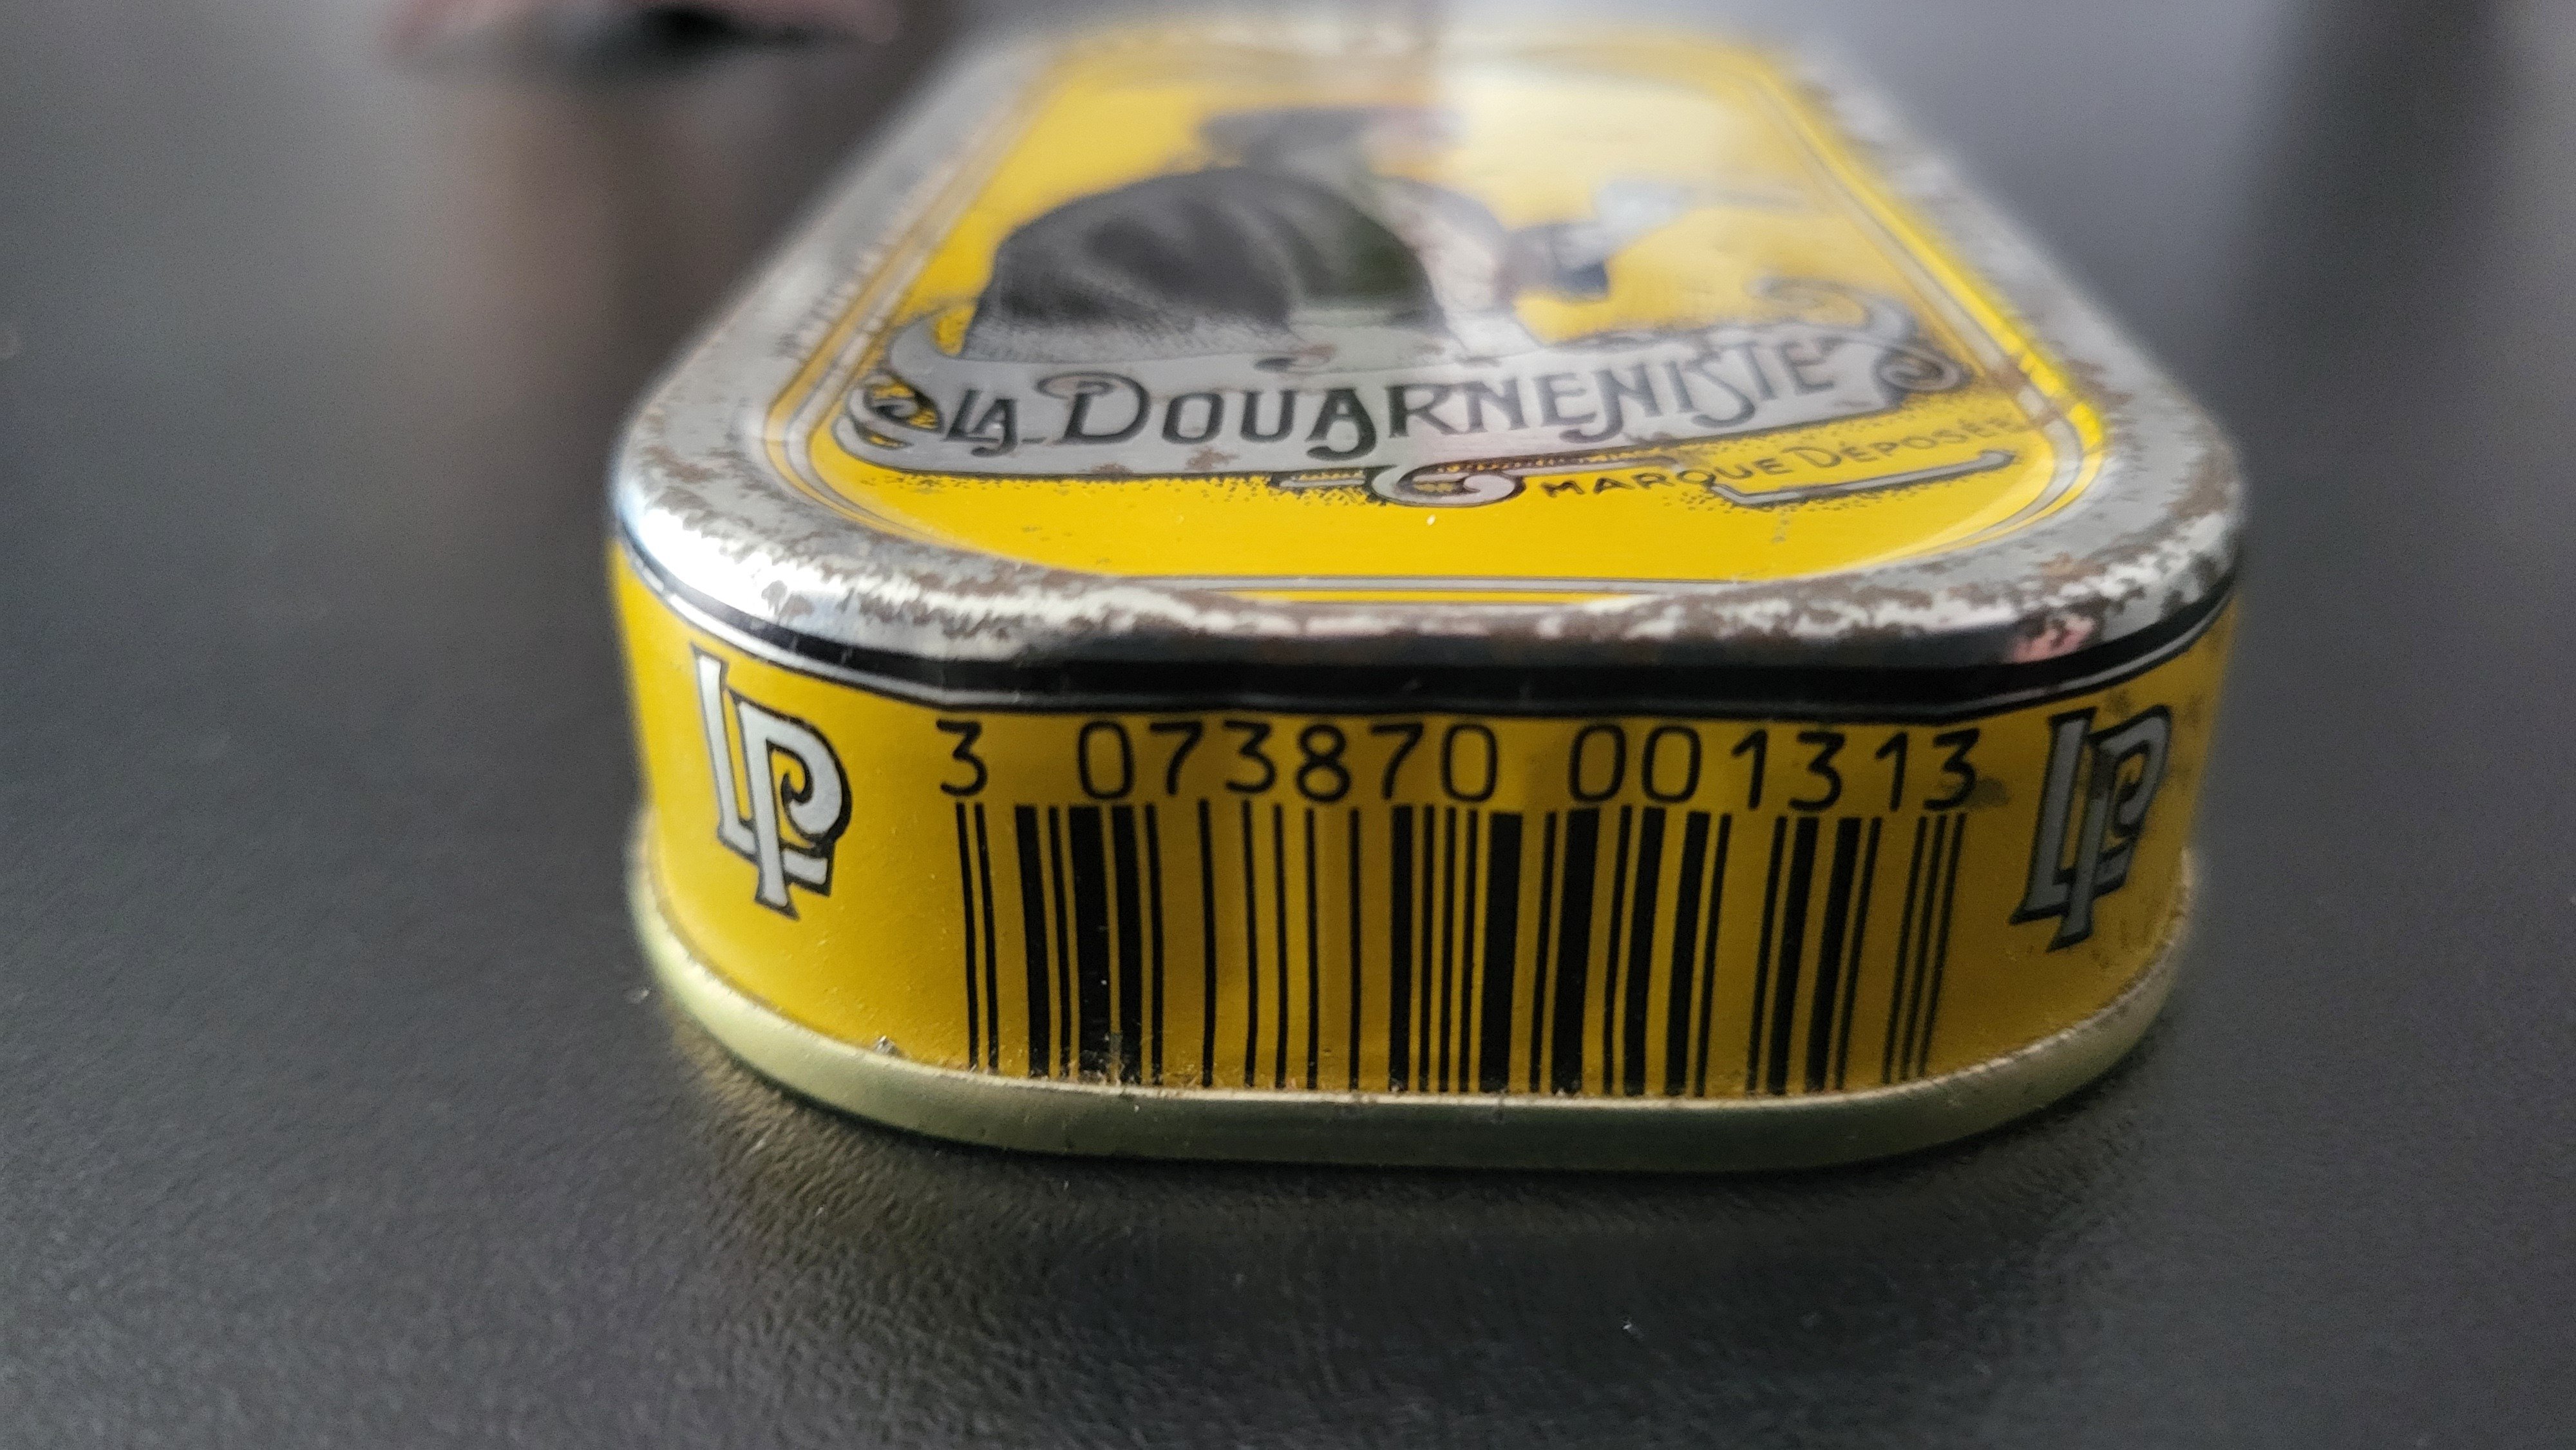 LA DOUARNENISTE
MARQUE DÉPOSÉE
LP
3 073870 001313
LP